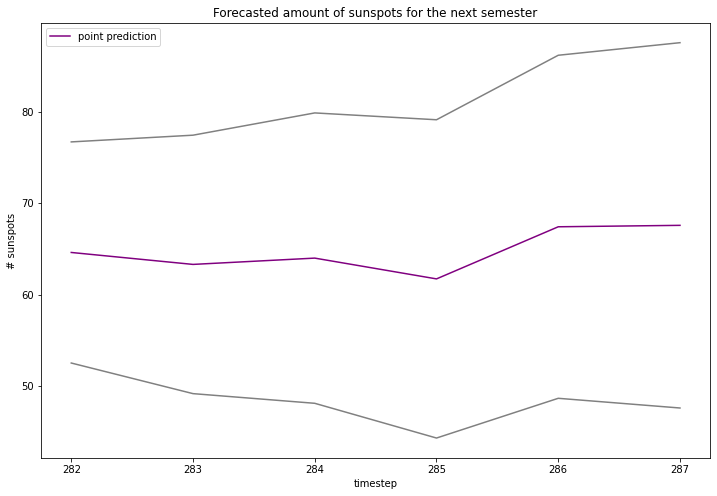 Forecasted amount of sunspots for the next semester
point prediction
# sunspots
80
70
60
50
282 283 284 285 286 287
timestep